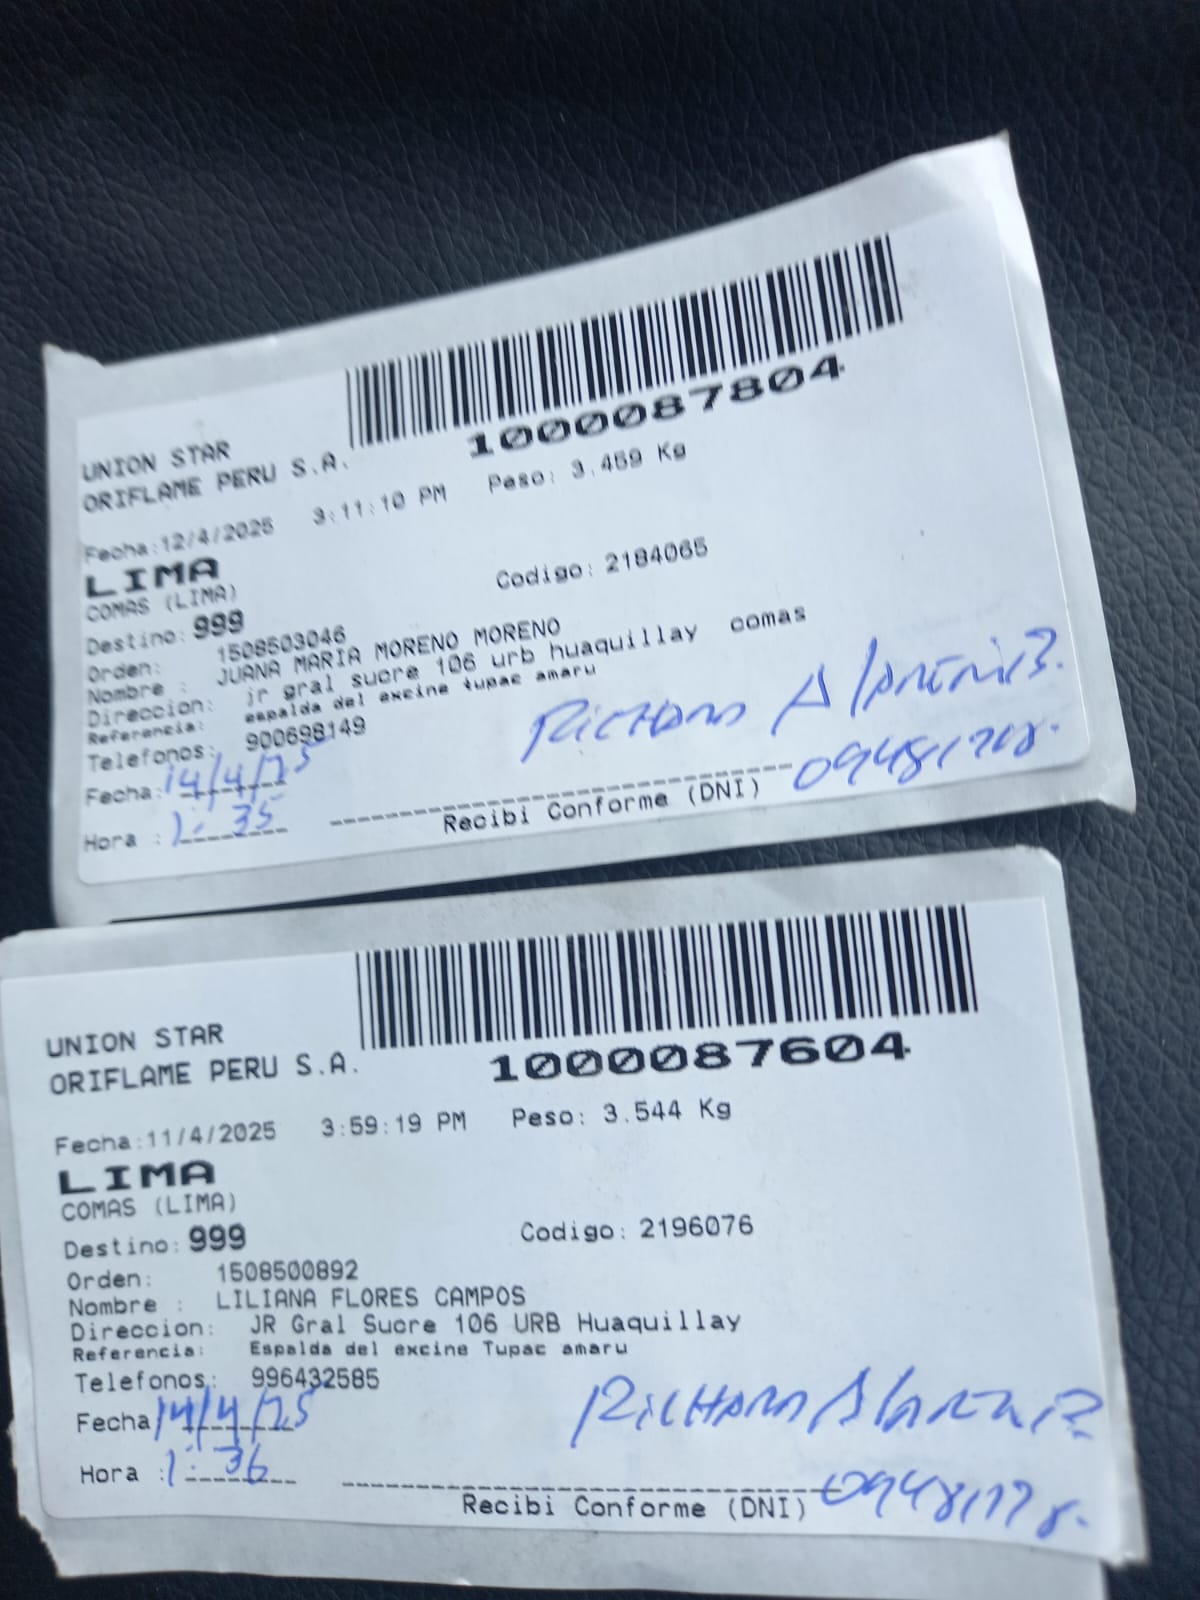 1000087804
UNION STAR
ORIFLAME PERU S.A.
Fecha:12/4/2025 3:11:10 PM Peso: 3.459 Kg
LIMA
COMAS (LIMA)
Destino: 999 Codigo: 2184065
Orden: 1508503046
Nombre : JUANA MARIA MORENO MORENO
Direccion: jr gral sucre 106 urb huaquillay comas
Referencia: espalda del excine tupac amaru
Telefonos: 900698149
Fecha: 14/4/25
Hora : 1:35
Richard
Recibi Conforme (DNI)
1000087604
UNION STAR
ORIFLAME PERU S.A.
Fecha:11/4/2025 3:59:19 PM Peso: 3.544 Kg
LIMA
COMAS (LIMA)
Destino: 999 Codigo: 2196076
Orden: 1508500892
Nombre : LILIANA FLORES CAMPOS
Direccion: JR Gral Sucre 106 URB Huaquillay
Referencia: Espalda del excine Tupac amaru
Telefonos: 996432585
Fecha 14/4/25
Hora : 1:36
Richard
Recibi Conforme (DNI)